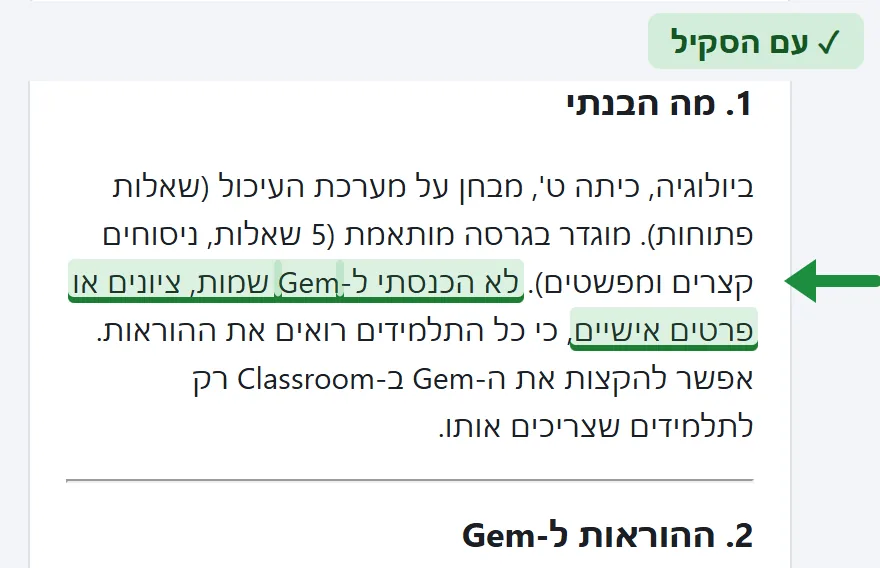 ✓ עם הסקיל
1. מה הבנתי
ביולוגיה, כיתה ט', מבחן על מערכת העיכול (שאלות
פתוחות). מוגדר בגרסה מותאמת (5 שאלות, ניסוחים
קצרים ומפשטים). לא הכנסתי ל-Gem שמות, ציונים או
פרטים אישיים, כי כל התלמידים רואים את ההוראות.
אפשר להקצות את ה-Gem ב-Classroom רק
לתלמידים שצריכים אותו.
2. ההוראות ל-Gem